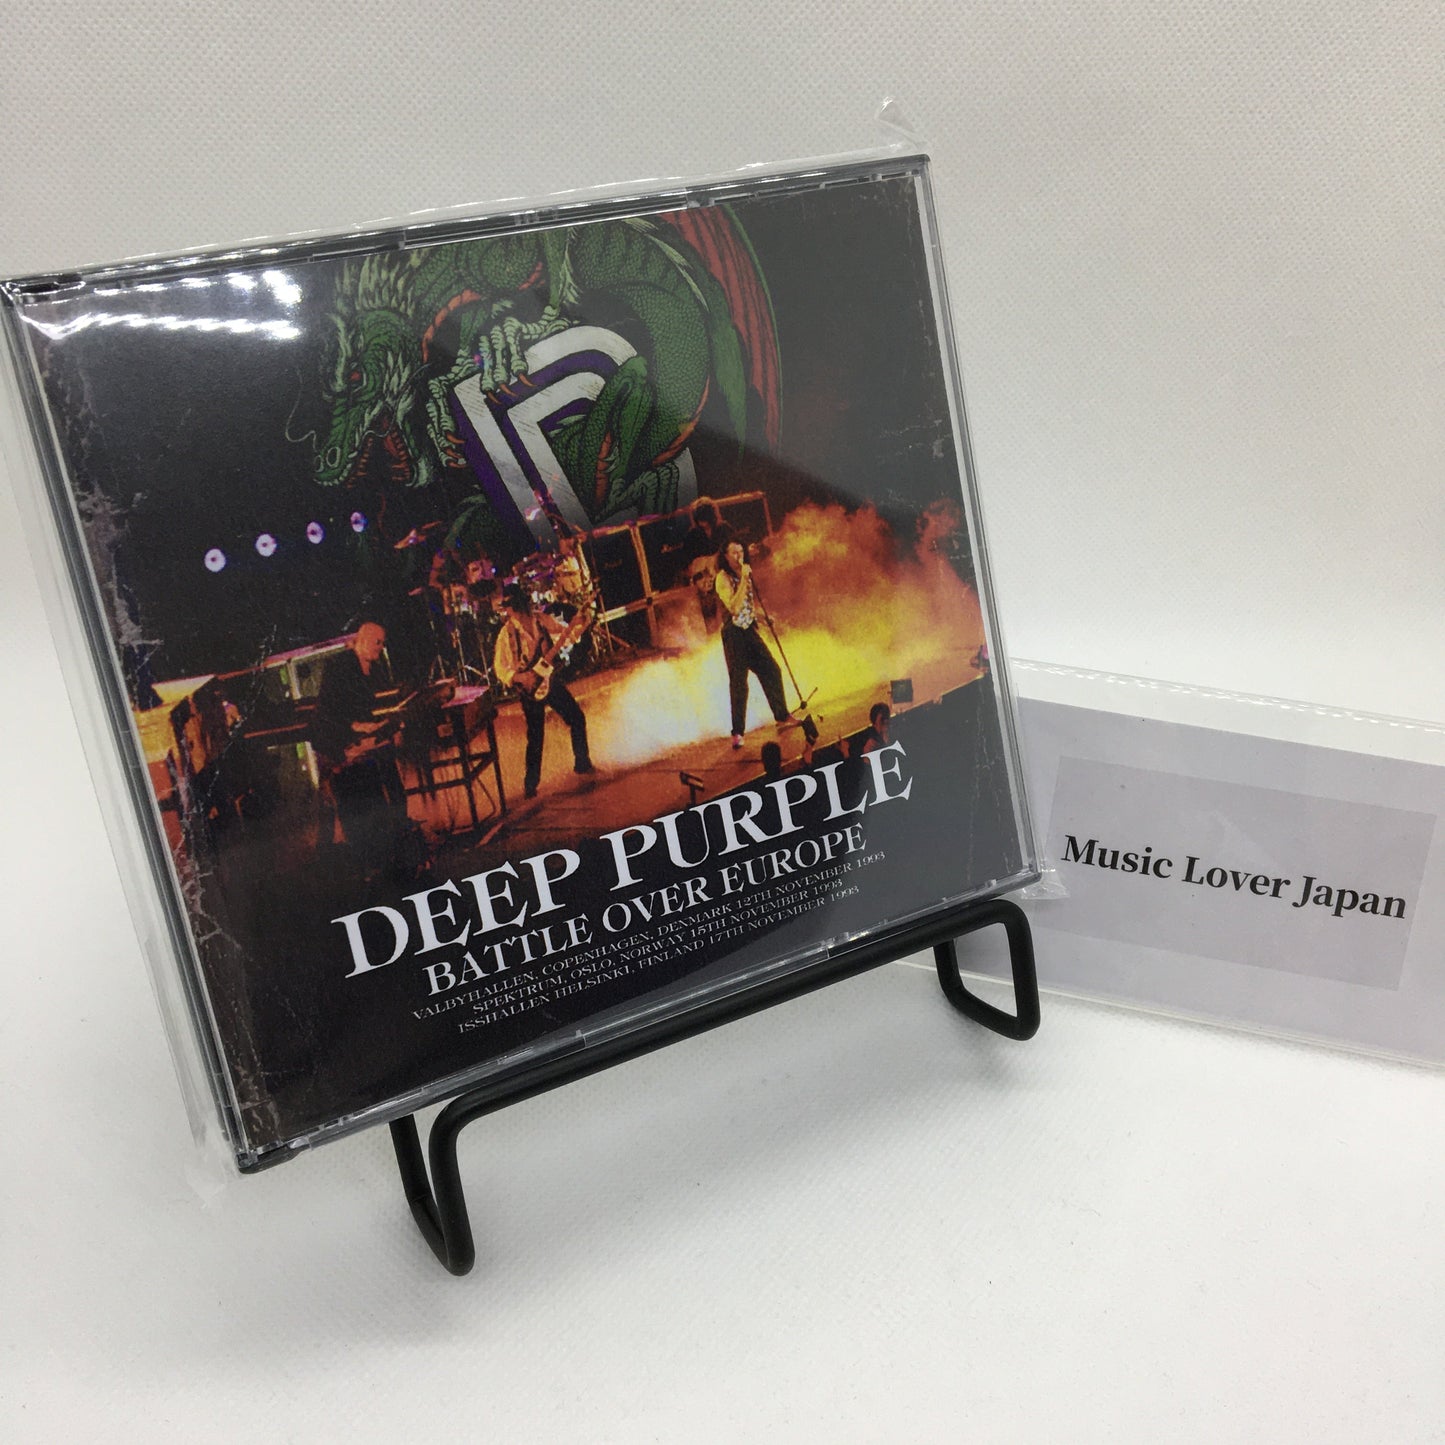 DEEP PURPLE
BATTLE OVER EUROPE
VALBYHALLEN, COPENHAGEN, DENMARK 12TH NOVEMBER 1993
SPEKTRUM, OSLO, NORWAY 15TH NOVEMBER 1993
ISSHALLEN HELSINKI, FINLAND 17TH NOVEMBER 1993
Music Lover Japan